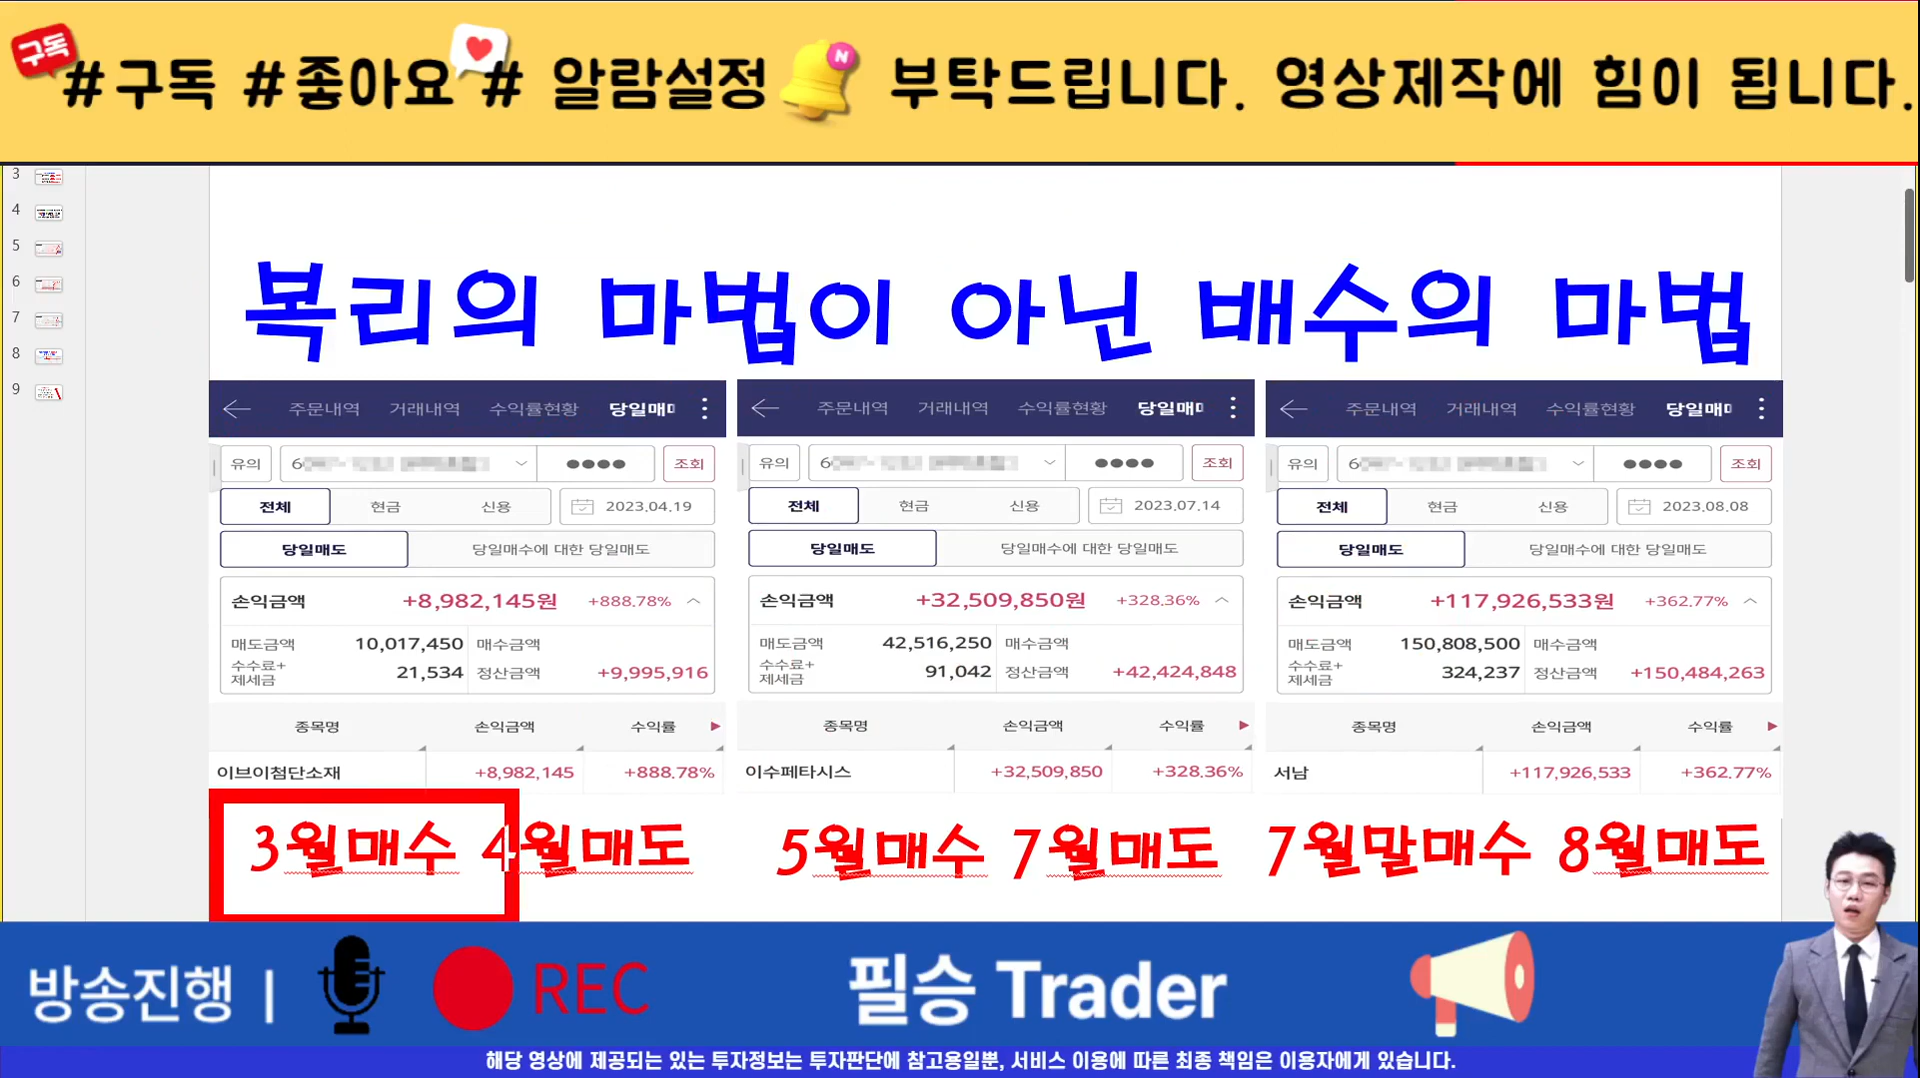 구독
#구독 #좋아요 # 알람설정 N 부탁드립니다. 영상제작에 힘이 됩니다.
3
4
5
6
7
8
9
복리의 마법이 아닌 배수의 마법
주문내역 거래내역 수익률현황 당일매매
유의 6 ●●●● 조회
전체 현금 신용 2023.04.19
당일매도 당일매수에 대한 당일매도
손익금액 +8,982,145원 +888.78%
매도금액 10,017,450 매수금액
수수료+
제세금 21,534 정산금액 +9,995,916
종목명 손익금액 수익률
이브이첨단소재 +8,982,145 +888.78%
3월매수 4월매도
주문내역 거래내역 수익률현황 당일매매
유의 6 ●●●● 조회
전체 현금 신용 2023.07.14
당일매도 당일매수에 대한 당일매도
손익금액 +32,509,850원 +328.36%
매도금액 42,516,250 매수금액
수수료+
제세금 91,042 정산금액 +42,424,848
종목명 손익금액 수익률
이수페타시스 +32,509,850 +328.36%
5월매수 7월매도
주문내역 거래내역 수익률현황 당일매매
유의 6 ●●●● 조회
전체 현금 신용 2023.08.08
당일매도 당일매수에 대한 당일매도
손익금액 +117,926,533원 +362.77%
매도금액 150,808,500 매수금액
수수료+
제세금 324,237 정산금액 +150,484,263
종목명 손익금액 수익률
서남 +117,926,533 +362.77%
7월말매수 8월매도
방송진행 | REC 필승 Trader
해당 영상에 제공되는 있는 투자정보는 투자판단에 참고용일뿐, 서비스 이용에 따른 최종 책임은 이용자에게 있습니다.